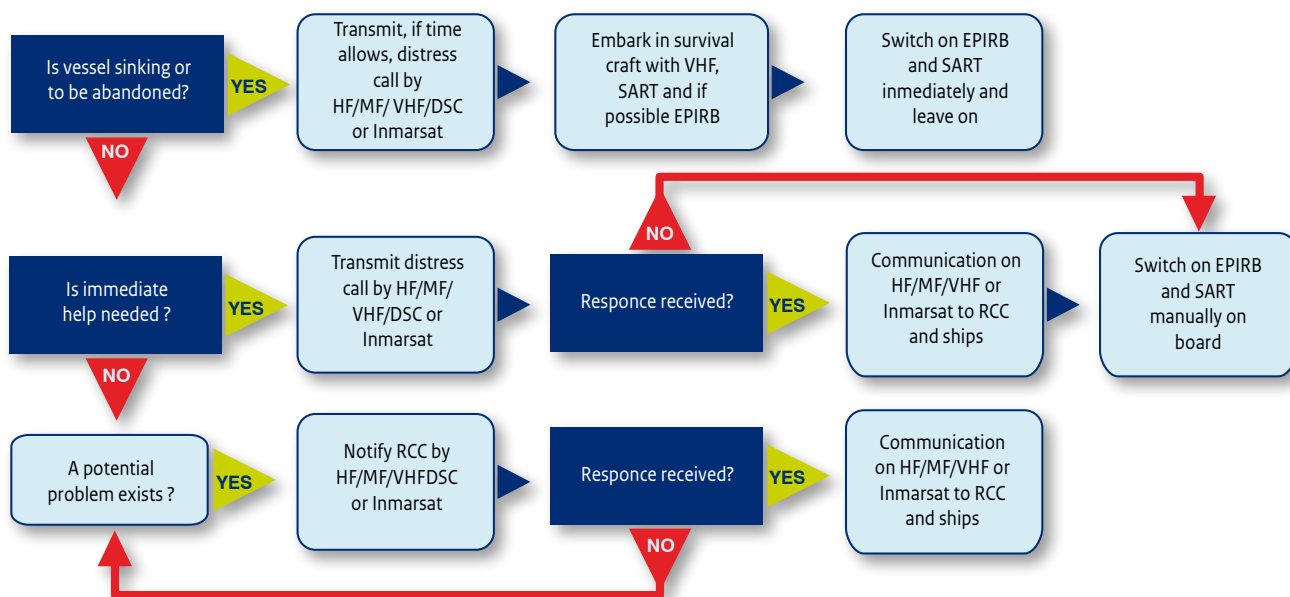 Is vessel sinking or
to be abandoned?
YES
Transmit, if time
allows, distress
call by
HF/MF/ VHF/DSC
or Inmarsat
Embark in survival
craft with VHF,
SART and if
possible EPIRB
Switch on EPIRB
and SART
inmediately and
leave on
NO
Is immediate
help needed ?
YES
Transmit distress
call by HF/MF/
VHF/DSC or
Inmarsat
Responce received?
NO
YES
Communication on
HF/MF/VHF or
Inmarsat to RCC
and ships
Switch on EPIRB
and SART
manually on
board
NO
A potential
problem exists ?
YES
Notify RCC by
HF/MF/VHFDSC
or Inmarsat
Responce received?
YES
Communication
on HF/MF/VHF or
Inmarsat to RCC
and ships
NO